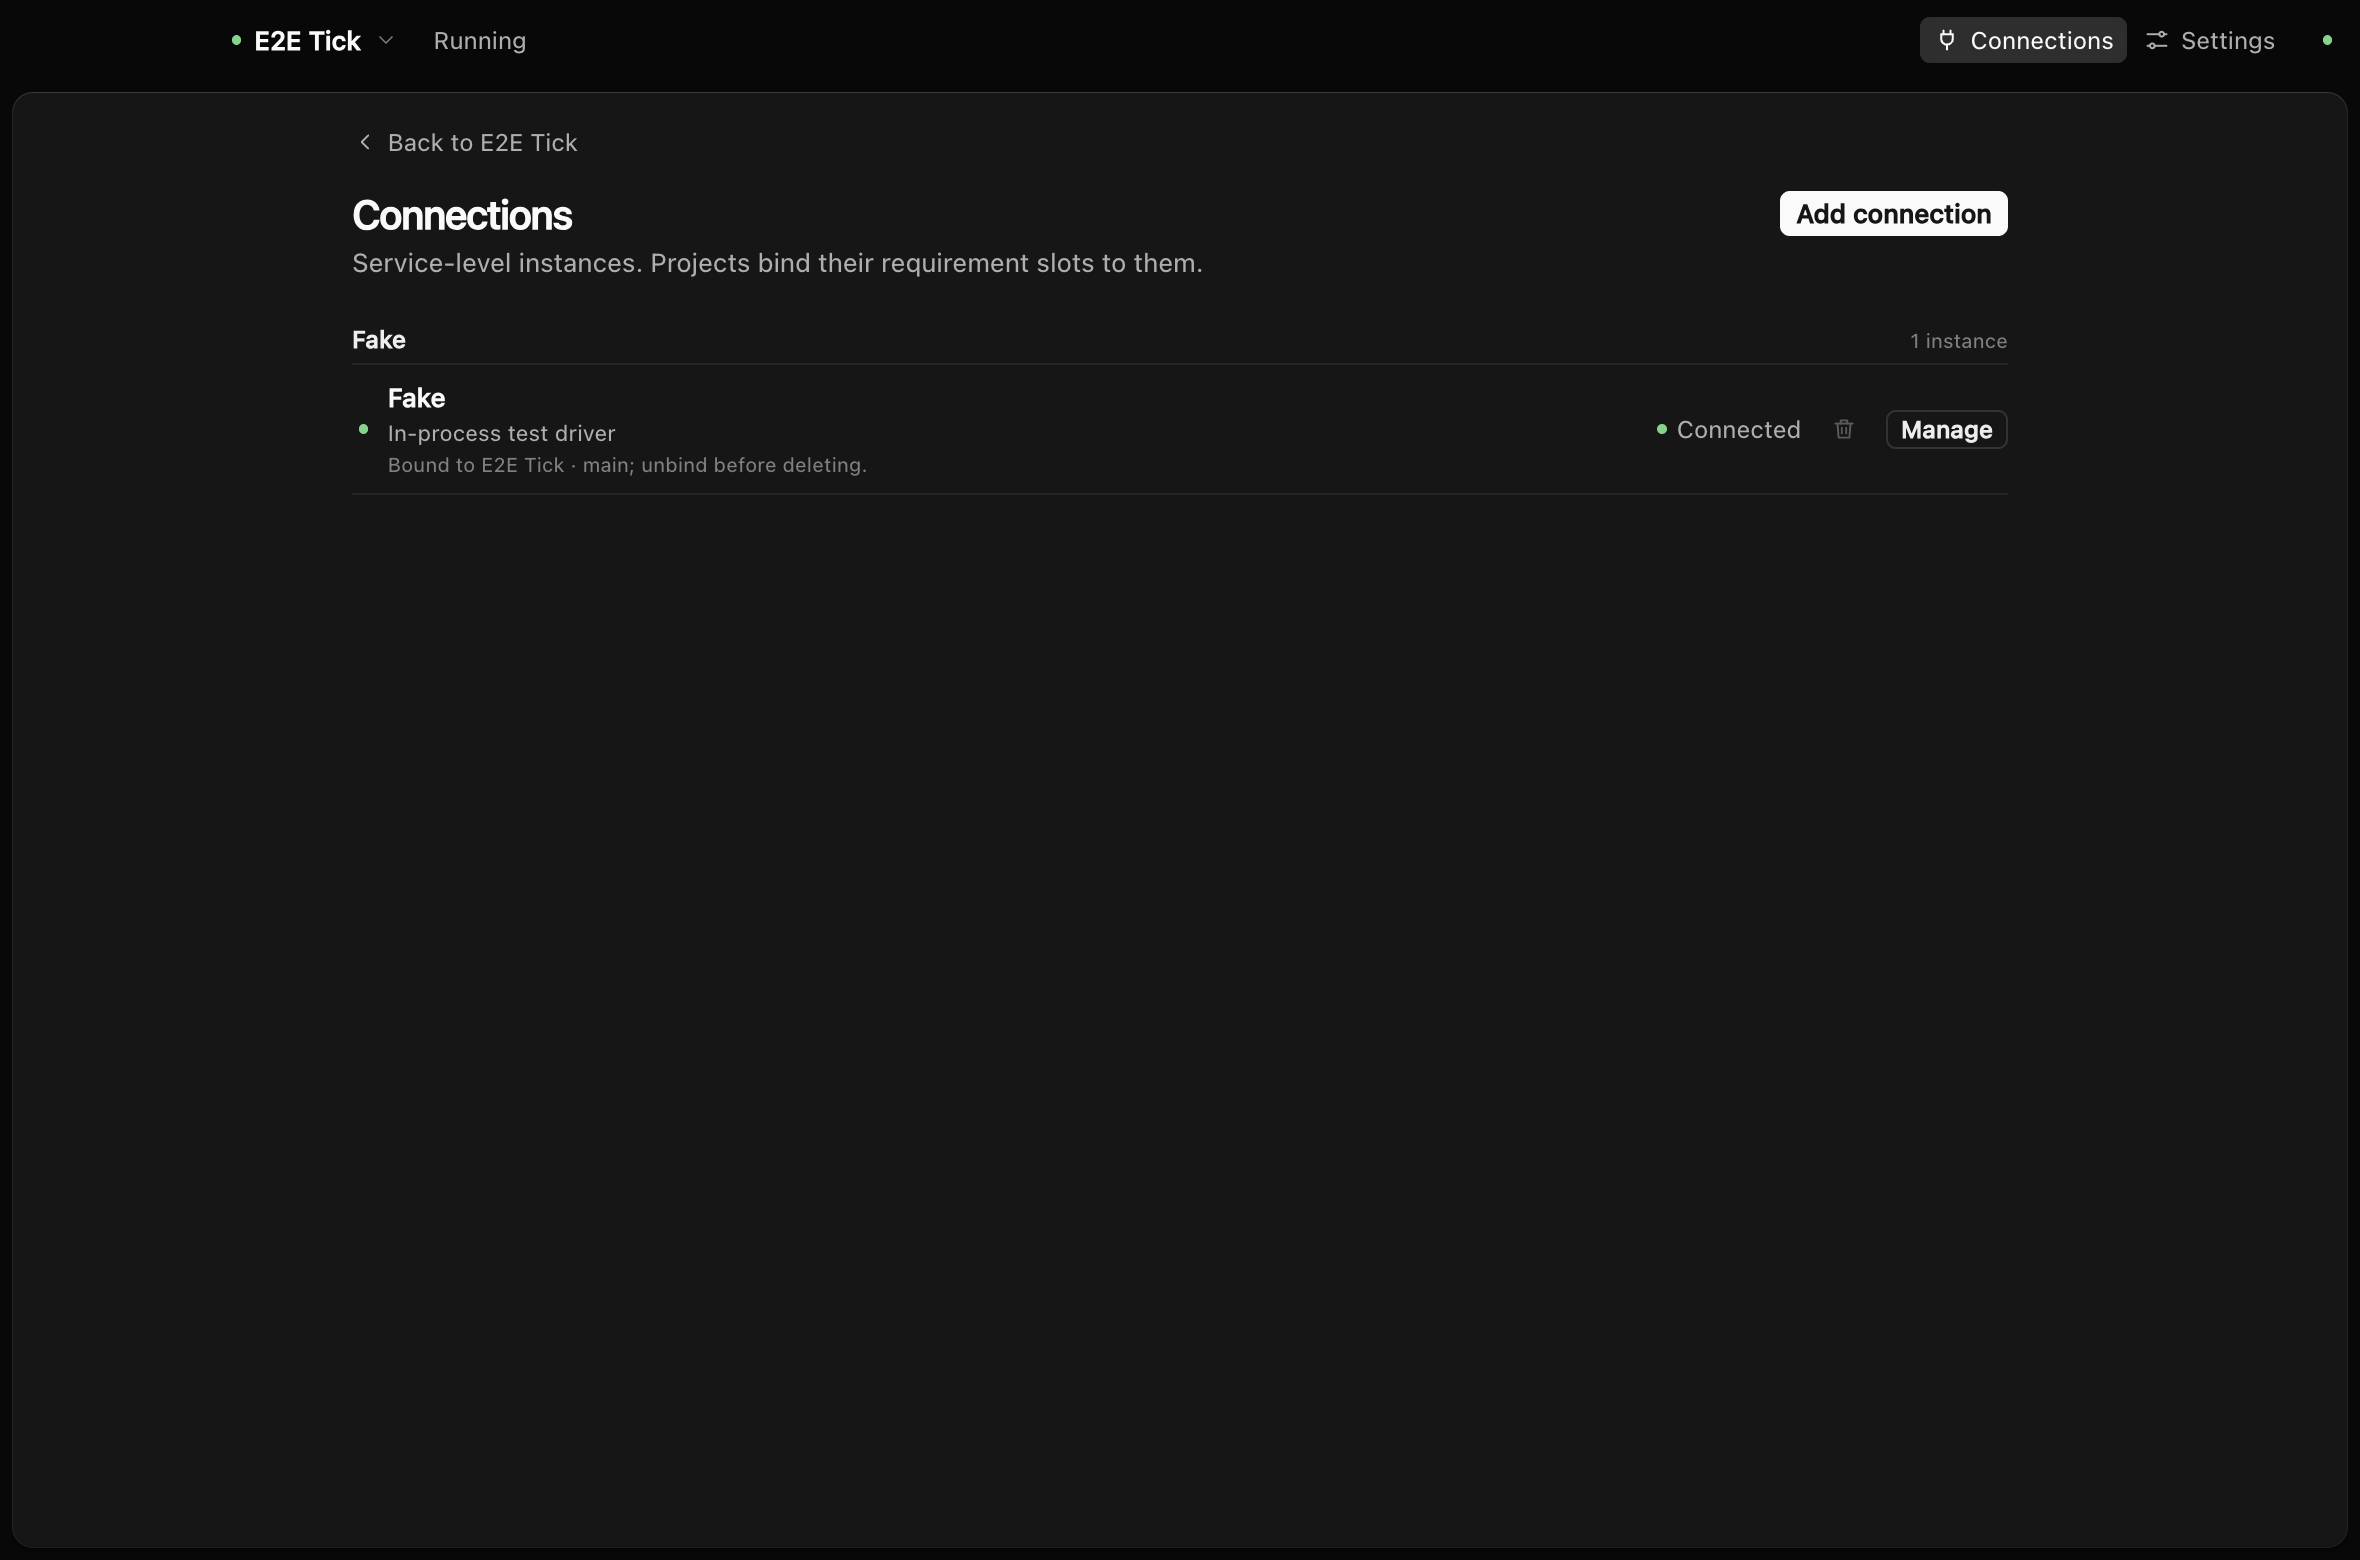 E2E Tick
Running
Connections
Settings
Back to E2E Tick
Connections
Add connection
Service-level instances. Projects bind their requirement slots to them.
Fake
1 instance
Fake
In-process test driver
Bound to E2E Tick · main; unbind before deleting.
Connected
Manage